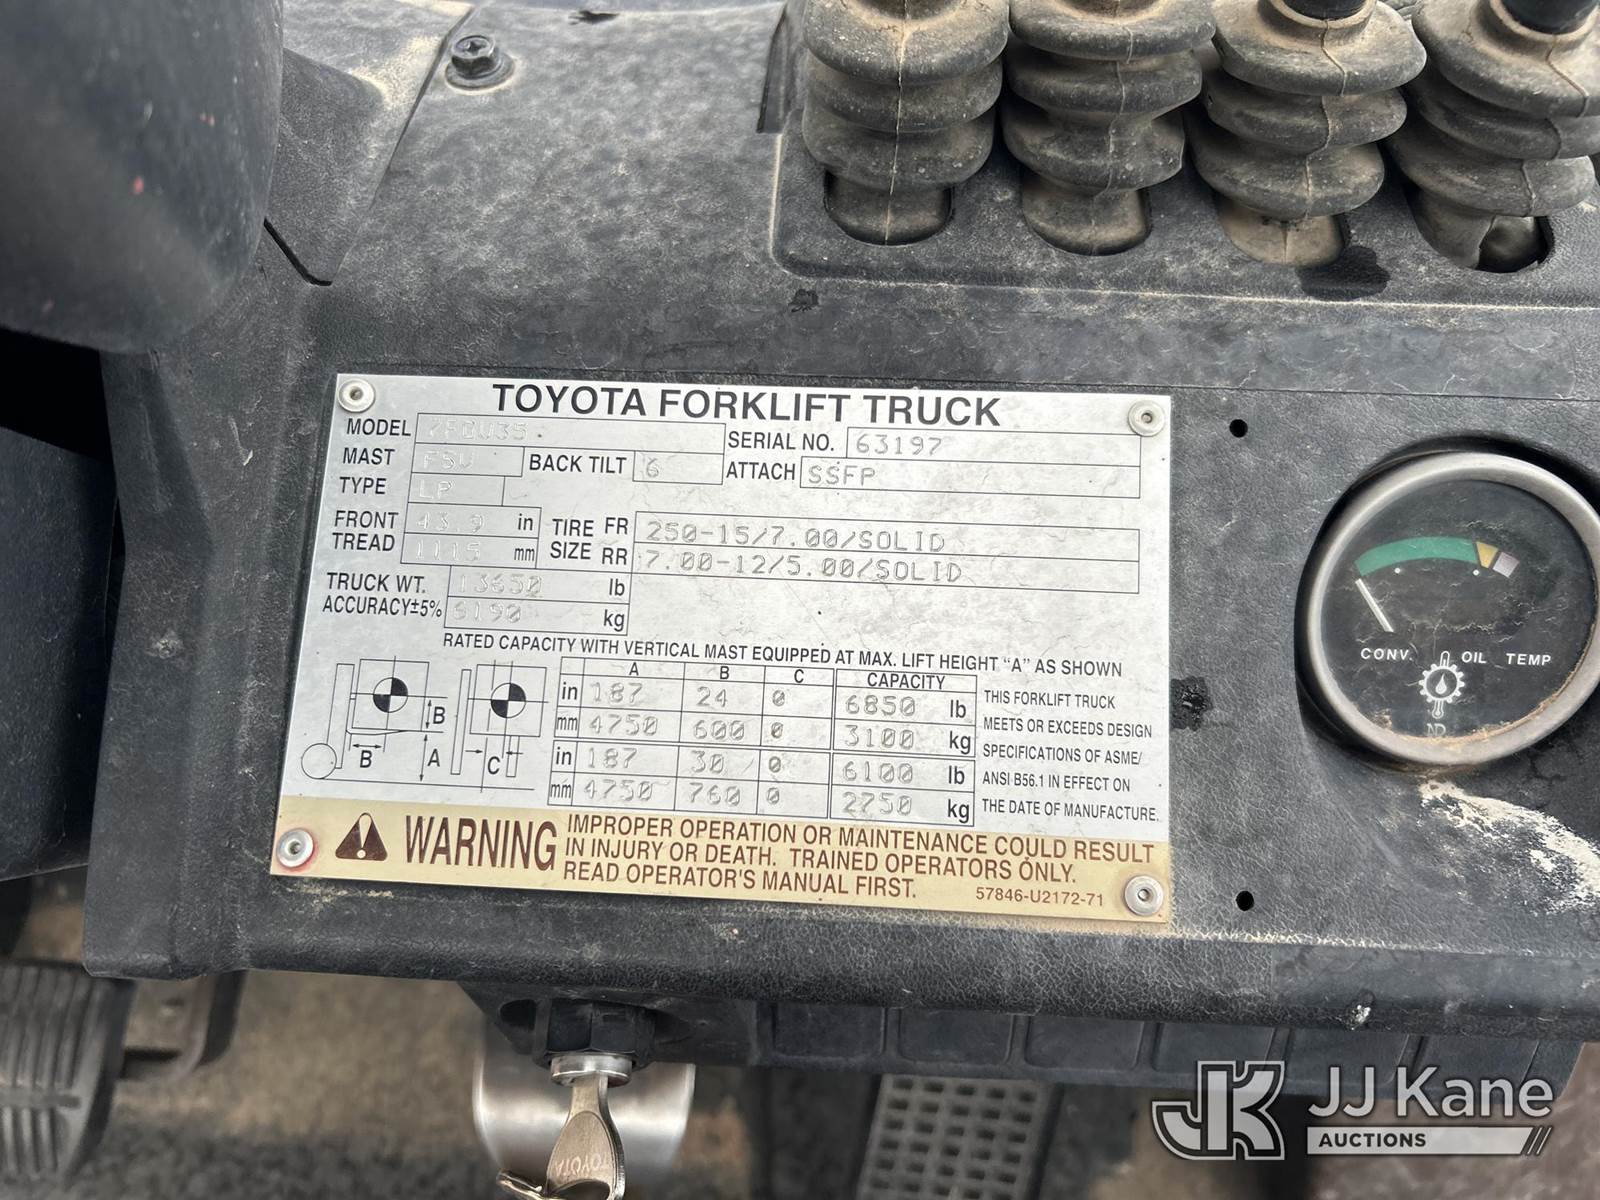 TOYOTA FORKLIFT TRUCK
MODEL SERIAL NO. 63197
MAST FSV BACK TILT 6 ATTACH SSFP
TYPE LP
FRONT TREAD 43.9 in 1115 mm
TIRE SIZE FR 250-15/7.00/SOLID
RR 7.00-12/5.00/SOLID
TRUCK WT. 13650 lb
ACCURACY±5% 6190 kg
RATED CAPACITY WITH VERTICAL MAST EQUIPPED AT MAX. LIFT HEIGHT "A" AS SHOWN
A B C CAPACITY
in 187 24 0 6850 lb
mm 4750 600 0 3100 kg
in 187 30 0 6100 lb
mm 4750 760 0 2750 kg
B
B A C
THIS FORKLIFT TRUCK
MEETS OR EXCEEDS DESIGN
SPECIFICATIONS OF ASME/
ANSI B56.1 IN EFFECT ON
THE DATE OF MANUFACTURE.
WARNING
IMPROPER OPERATION OR MAINTENANCE COULD RESULT
IN INJURY OR DEATH. TRAINED OPERATORS ONLY.
READ OPERATOR'S MANUAL FIRST.
57846-U2172-71
CONV. OIL TEMP
ND
TOYOTA
JK JJ Kane
AUCTIONS